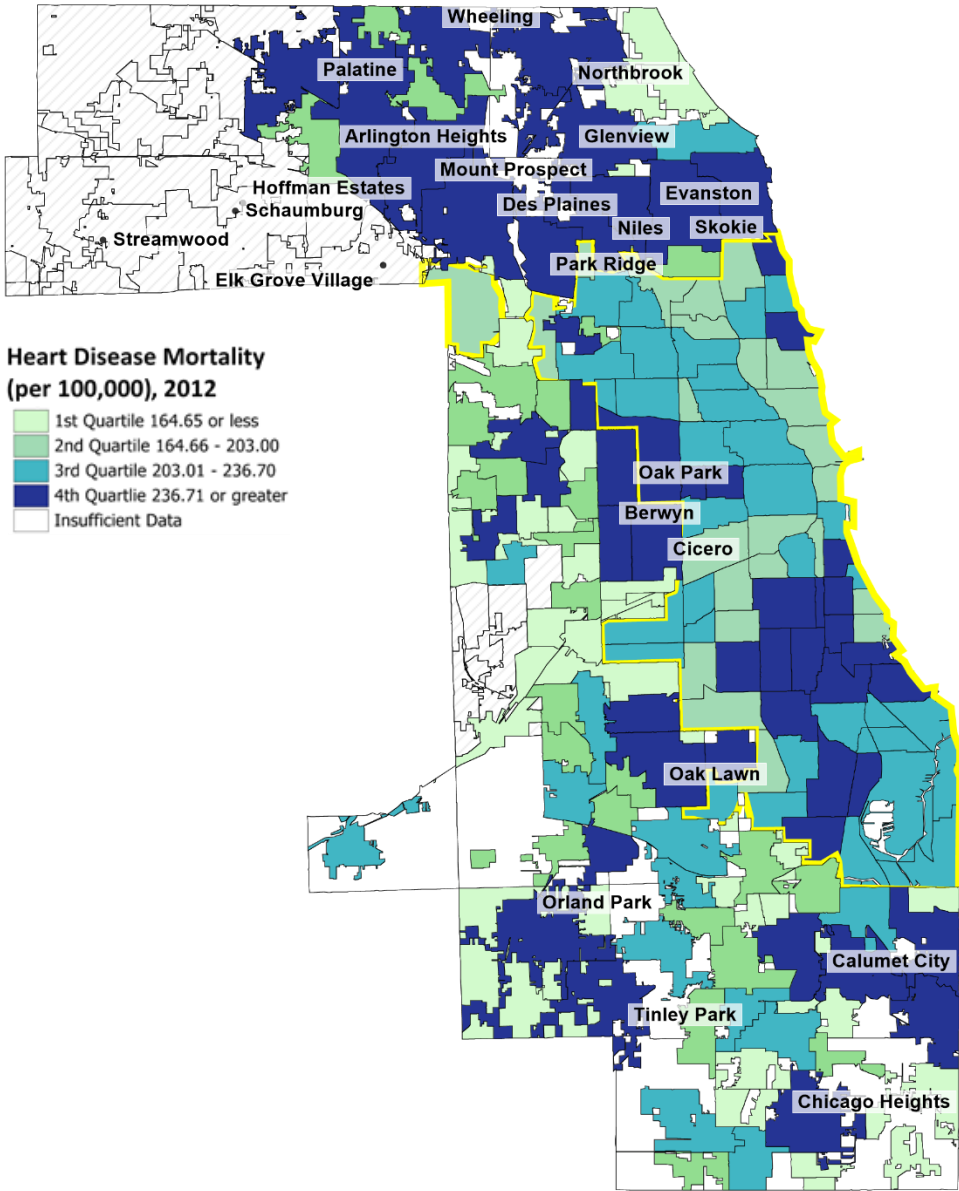 Wheeling
Palatine
Northbrook
Arlington Heights
Glenview
Mount Prospect
Hoffman Estates
Evanston
Schaumburg
Des Plaines
Niles
Skokie
Streamwood
Park Ridge
Elk Grove Village
Heart Disease Mortality
(per 100,000), 2012
1st Quartile 164.65 or less
2nd Quartile 164.66 - 203.00
3rd Quartile 203.01 - 236.70
4th Quartlie 236.71 or greater
Insufficient Data
Oak Park
Berwyn
Cicero
Oak Lawn
Orland Park
Calumet City
Tinley Park
Chicago Heights